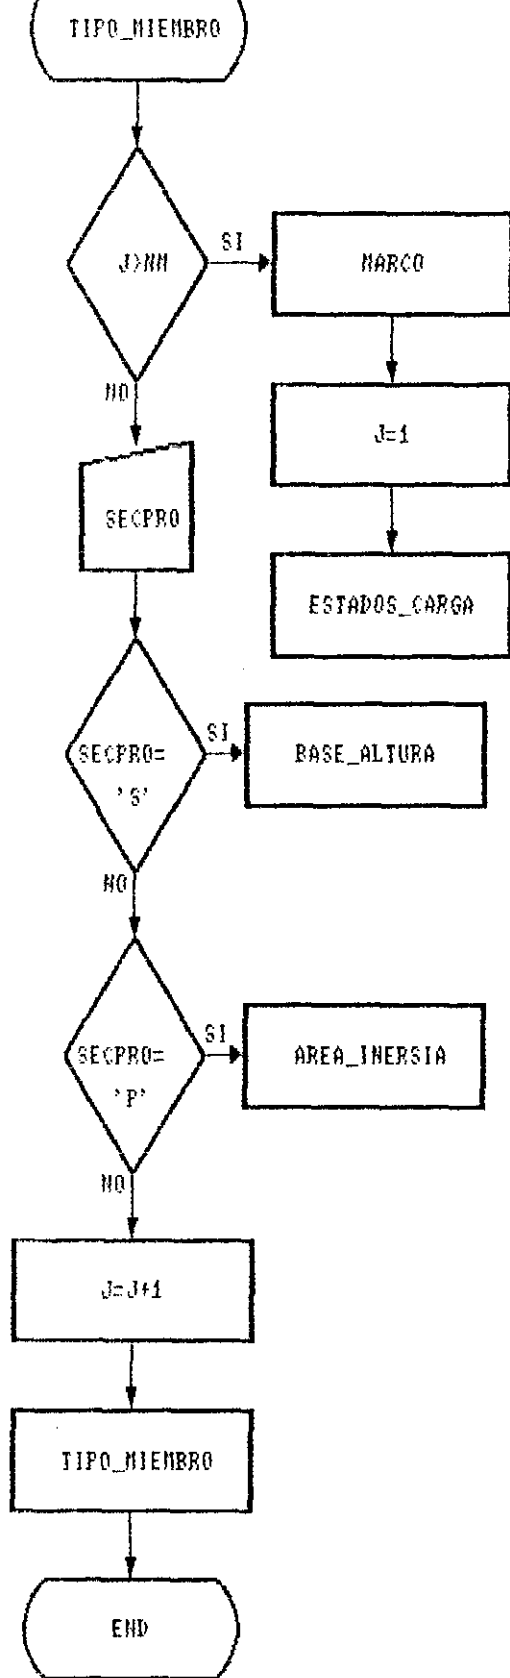 TIPO_MIEMBRO
J>NM
SI
MARCO
NO
J=1
SECPRO
ESTADOS_CARGA
SECPRO=
'S'
SI
BASE_ALTURA
NO
SECPRO=
'P'
SI
AREA_INERSIA
NO
J=J+1
TIPO_MIEMBRO
END